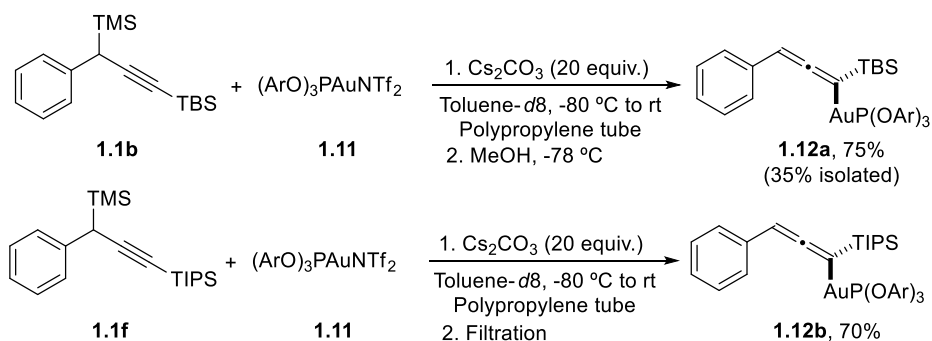 TMS
TBS
+ (ArO)₃PAuNTf₂
1. Cs₂CO₃ (20 equiv.)
Toluene-d8, -80 ºC to rt
Polypropylene tube
2. MeOH, -78 ºC
TBS
AuP(OAr)₃
1.1b
1.11
1.12a, 75%
(35% isolated)
TMS
TIPS
+ (ArO)₃PAuNTf₂
1. Cs₂CO₃ (20 equiv.)
Toluene-d8, -80 ºC to rt
Polypropylene tube
2. Filtration
TIPS
AuP(OAr)₃
1.1f
1.11
1.12b, 70%